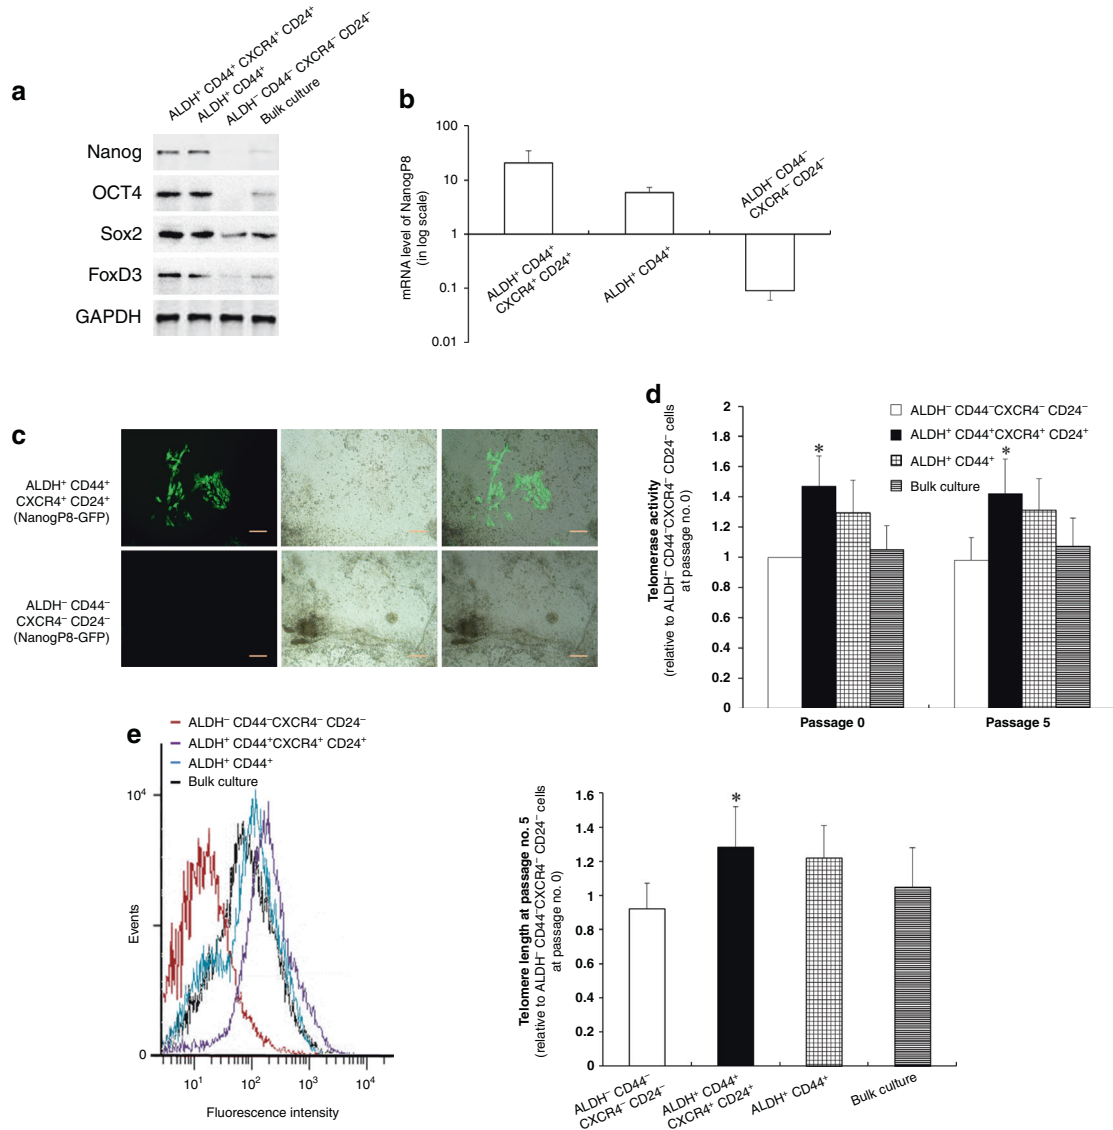 a
ALDH⁺ CD44⁺ CXCR4⁺ CD24⁺
ALDH⁺ CD44⁺
ALDH⁻ CD44⁻ CXCR4⁻ CD24⁻
Bulk culture
Nanog
OCT4
Sox2
FoxD3
GAPDH
b
mRNA level of NanogP8
(in log scale)
100
10
1
0.1
0.01
ALDH⁺ CD44⁺
CXCR4⁺ CD24⁺
ALDH⁺ CD44⁺
ALDH⁻ CD44⁻
CXCR4⁻ CD24⁻
c
ALDH⁺ CD44⁺
CXCR4⁺ CD24⁺
(NanogP8-GFP)
ALDH⁻ CD44⁻
CXCR4⁻ CD24⁻
(NanogP8-GFP)
d
Telomerase activity
(relative to ALDH⁻ CD44⁻CXCR4⁻ CD24⁻ cells
at passage no. 0)
2
1.8
1.6
1.4
1.2
1
0.8
0.6
0.4
0.2
0
ALDH⁻ CD44⁻CXCR4⁻ CD24⁻
ALDH⁺ CD44⁺CXCR4⁺ CD24⁺
ALDH⁺ CD44⁺
Bulk culture
*
*
Passage 0
Passage 5
e
ALDH⁻ CD44⁻CXCR4⁻ CD24⁻
ALDH⁺ CD44⁺CXCR4⁺ CD24⁺
ALDH⁺ CD44⁺
Bulk culture
Events
10⁴
0
10¹
10²
10³
10⁴
Fluorescence intensity
Telomere length at passage no. 5
(relative to ALDH⁻ CD44⁻CXCR4⁻ CD24⁻ cells
at passage no. 0)
1.6
1.4
1.2
1
0.8
0.6
0.4
0.2
0
*
ALDH⁻ CD44⁻
CXCR4⁻ CD24⁻
ALDH⁺ CD44⁺
CXCR4⁺ CD24⁺
ALDH⁺ CD44⁺
Bulk culture